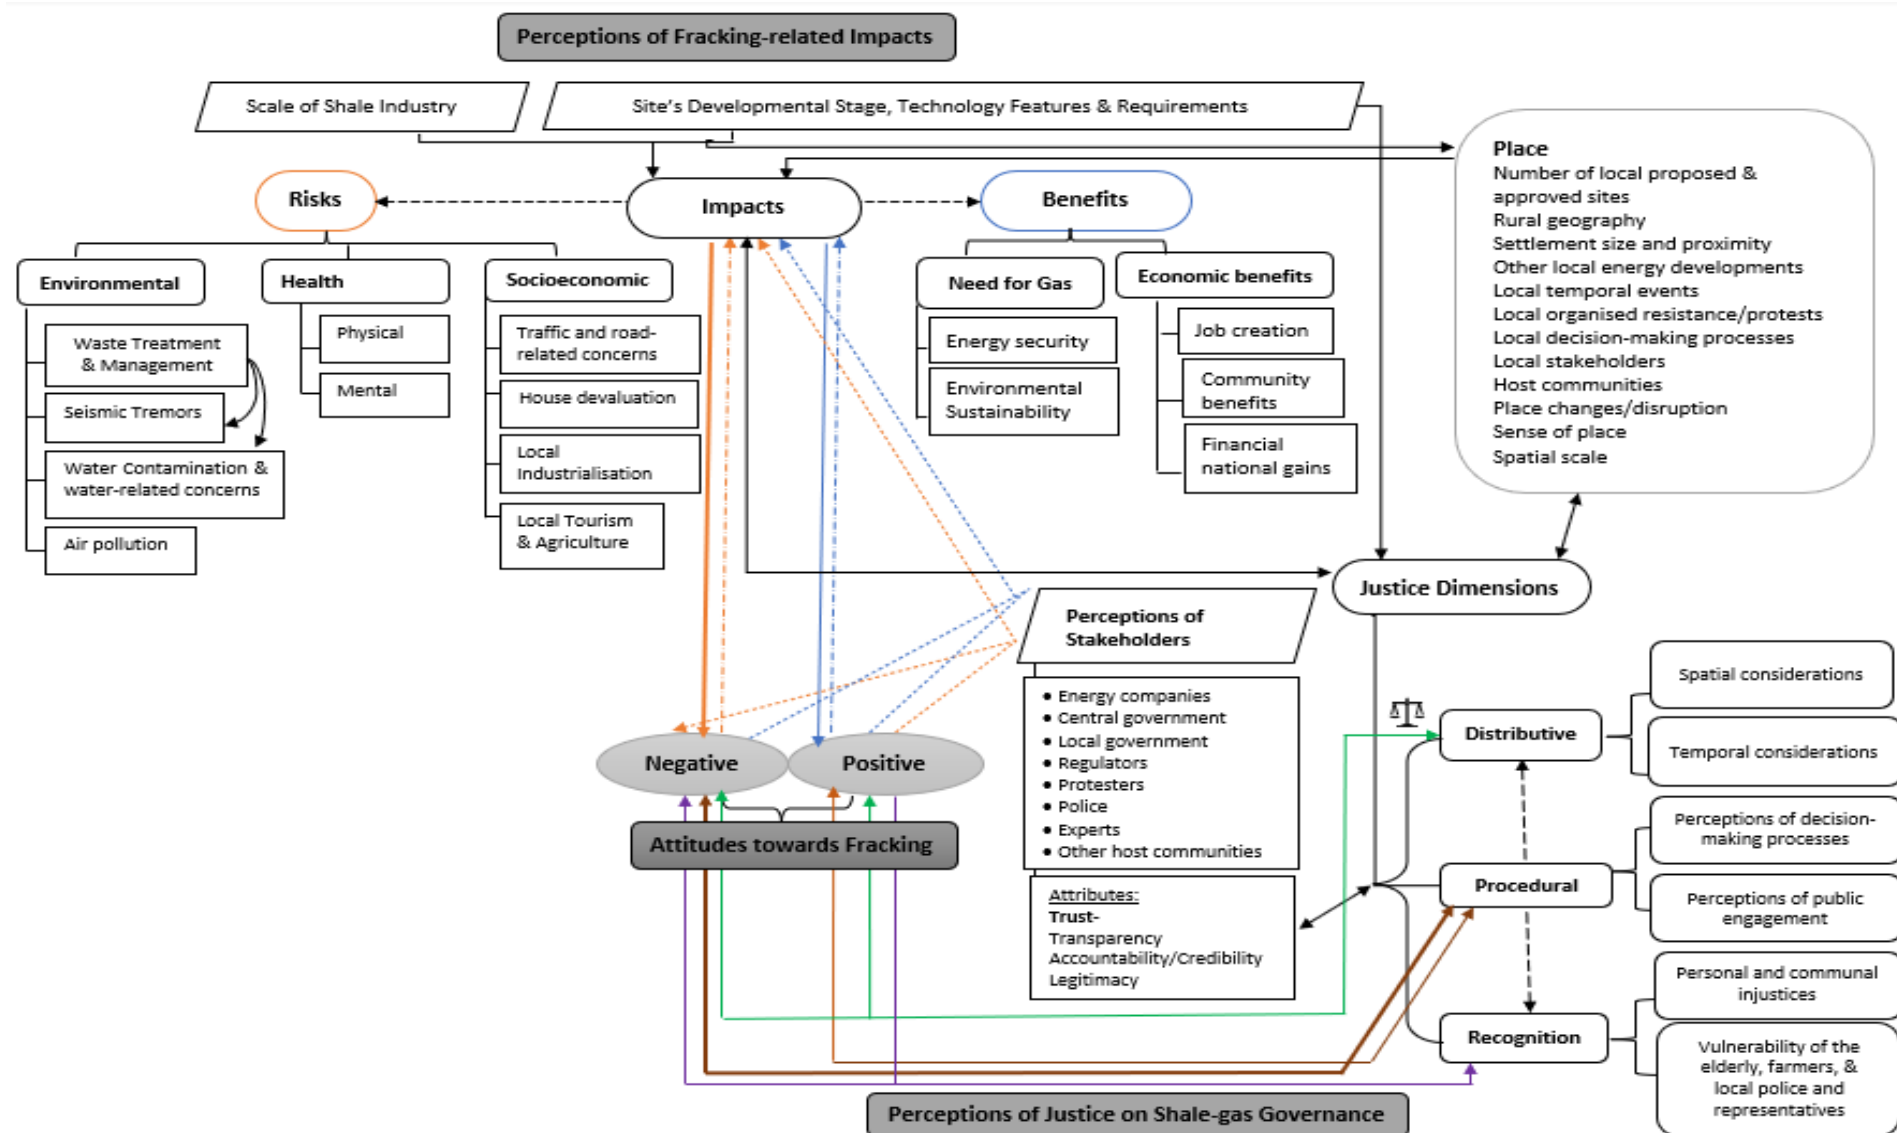 Perceptions of Fracking-related Impacts
Scale of Shale Industry
Site's Developmental Stage, Technology Features & Requirements
Place
Number of local proposed &
approved sites
Rural geography
Settlement size and proximity
Other local energy developments
Local temporal events
Local organised resistance/protests
Local decision-making processes
Local stakeholders
Host communities
Place changes/disruption
Sense of place
Spatial scale
Risks
Impacts
Benefits
Environmental
Health
Socioeconomic
Need for Gas
Economic benefits
Waste Treatment
& Management
Seismic Tremors
Water Contamination &
water-related concerns
Air pollution
Physical
Mental
Traffic and road-
related concerns
House devaluation
Local
Industrialisation
Local Tourism
& Agriculture
Energy security
Environmental
Sustainability
Job creation
Community
benefits
Financial
national gains
Justice Dimensions
Perceptions of
Stakeholders
• Energy companies
• Central government
• Local government
• Regulators
• Protesters
• Police
• Experts
• Other host communities
Attributes:
Trust-
Transparency
Accountability/Credibility
Legitimacy
Negative
Positive
Attitudes towards Fracking
Distributive
Spatial considerations
Temporal considerations
Procedural
Perceptions of decision-
making processes
Perceptions of public
engagement
Recognition
Personal and communal
injustices
Vulnerability of the
elderly, farmers, &
local police and
representatives
Perceptions of Justice on Shale-gas Governance